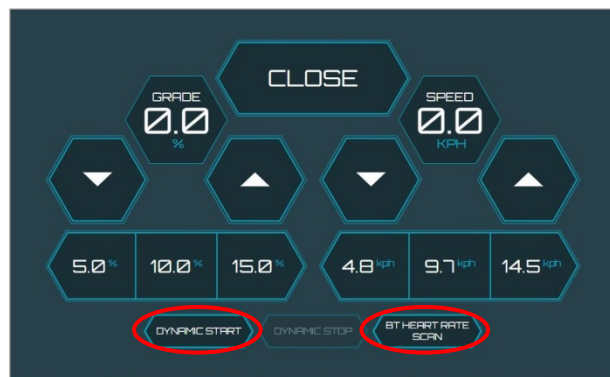 CLOSE
GRADE
0.0
%
SPEED
0.0
KPH
5.0 % 10.0 % 15.0 %
4.8 kph 9.7 kph 14.5 kph
DYNAMIC START
DYNAMIC STOP
BT HEART RATE
SCAN